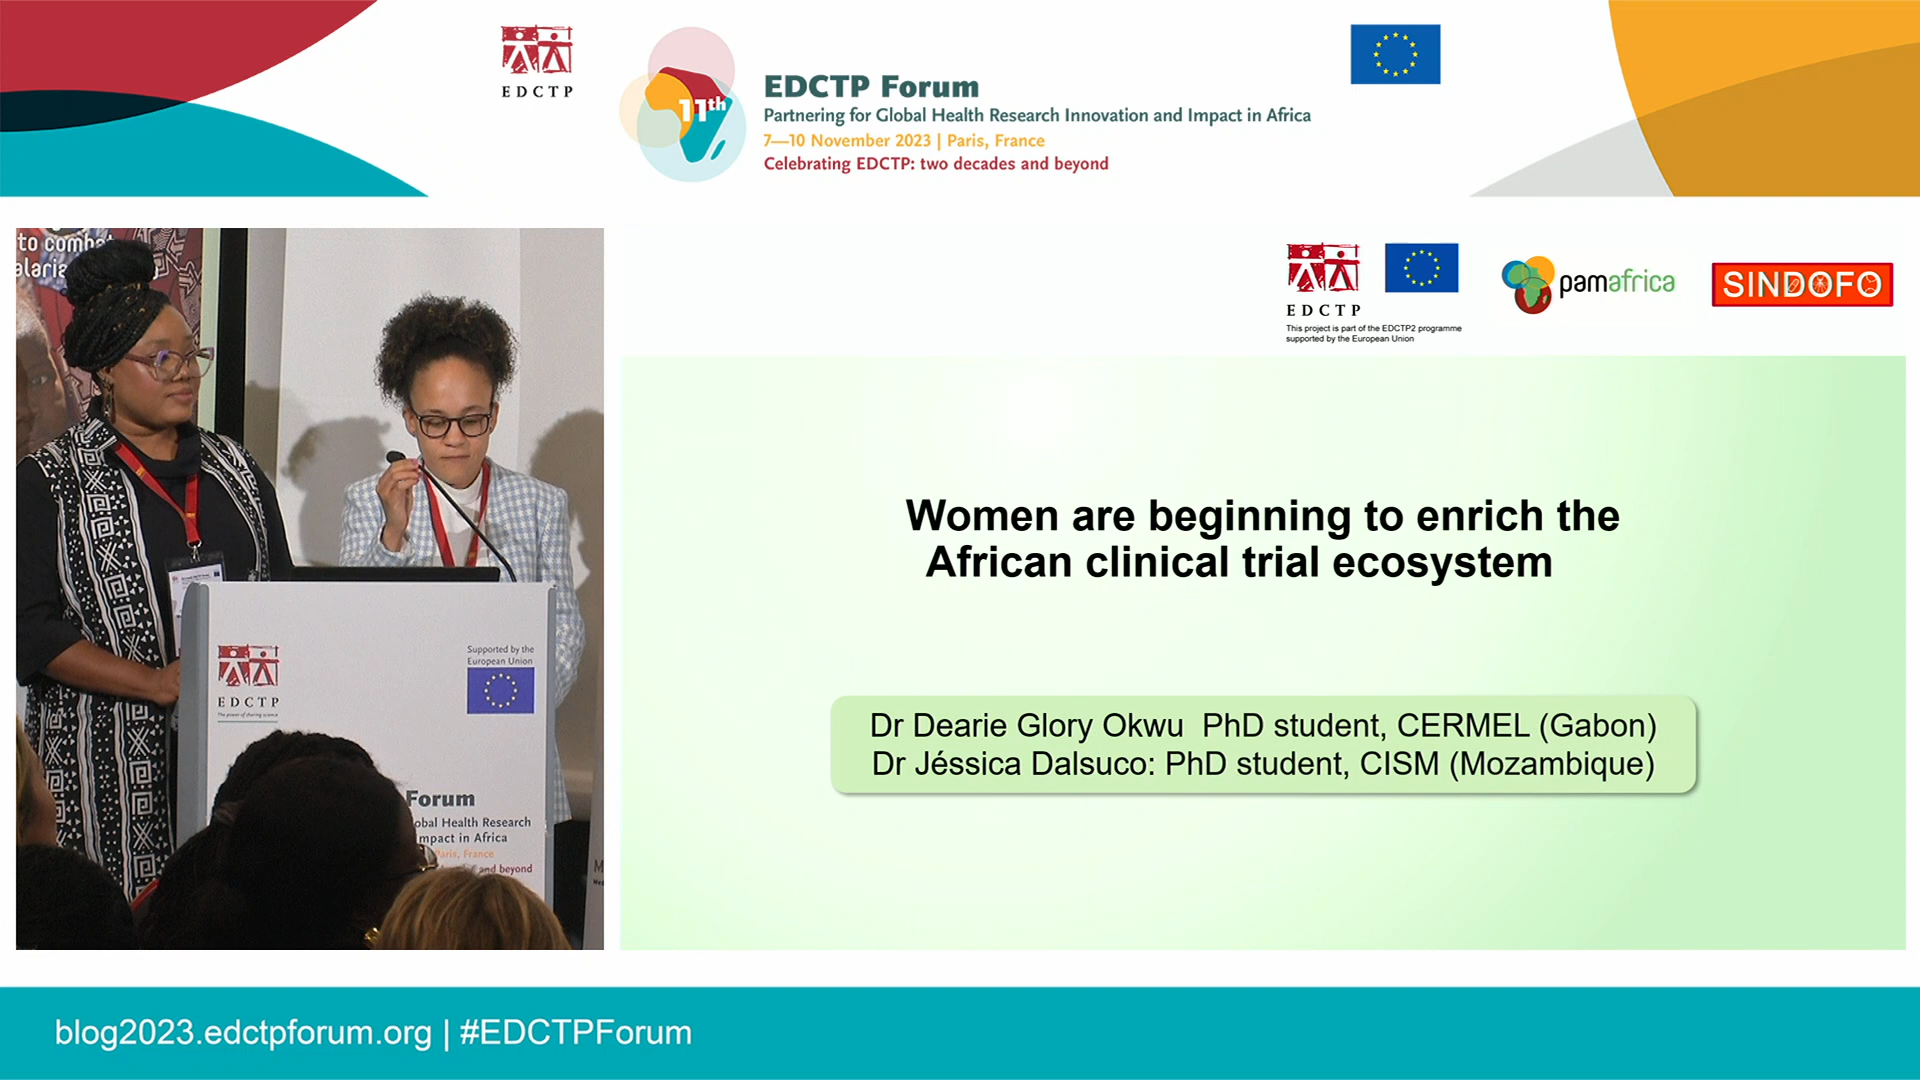 EDCTP
11th
EDCTP Forum
Partnering for Global Health Research Innovation and Impact in Africa
7—10 November 2023 | Paris, France
Celebrating EDCTP: two decades and beyond
to combat
alaria
EDCTP
This project is part of the EDCTP2 programme
supported by the European Union
pamafrica
SINDOFO
Women are beginning to enrich the
African clinical trial ecosystem
Dr Dearie Glory Okwu  PhD student, CERMEL (Gabon)
Dr Jéssica Dalsuco: PhD student, CISM (Mozambique)
EDCTP
The power of sharing science
Supported by the
European Union
Forum
obal Health Research
mpact in Africa
Paris, France
and beyond
blog2023.edctpforum.org | #EDCTPForum